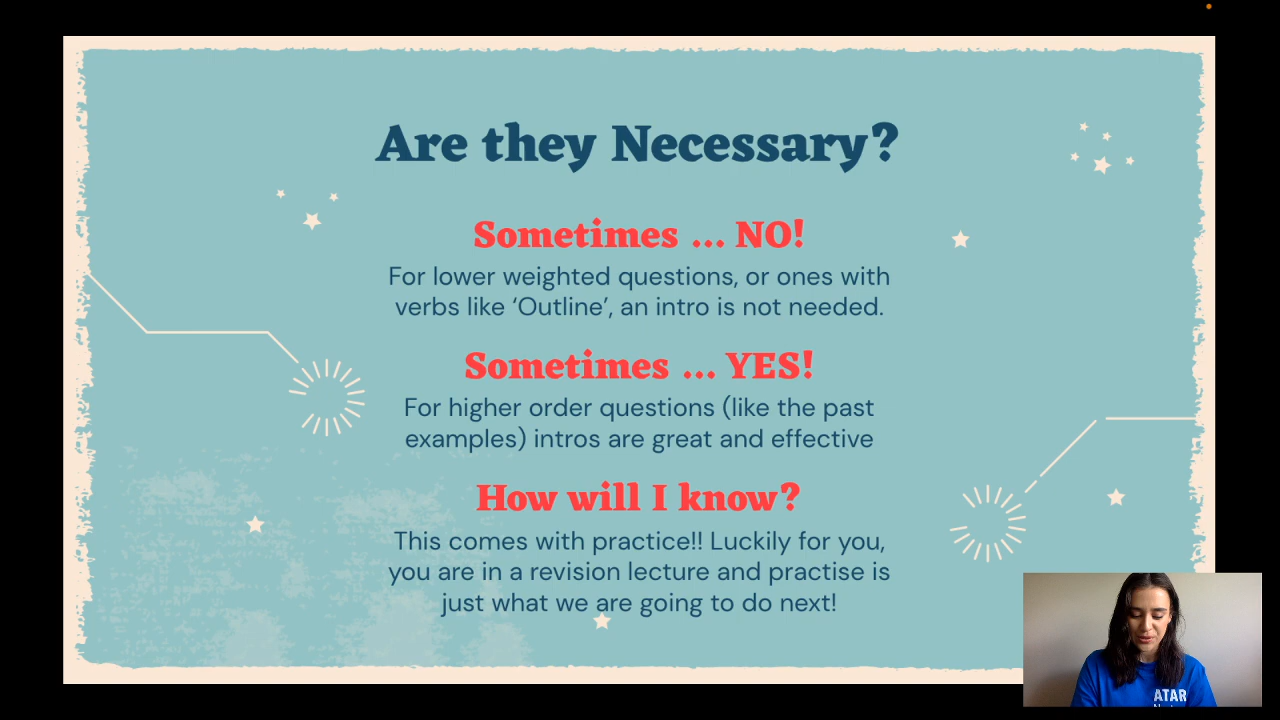 Are they Necessary?
Sometimes ... NO!
For lower weighted questions, or ones with
verbs like ‘Outline’, an intro is not needed.
Sometimes ... YES!
For higher order questions (like the past
examples) intros are great and effective
How will I know?
This comes with practice!! Luckily for you,
you are in a revision lecture and practise is
just what we are going to do next!
ATAR